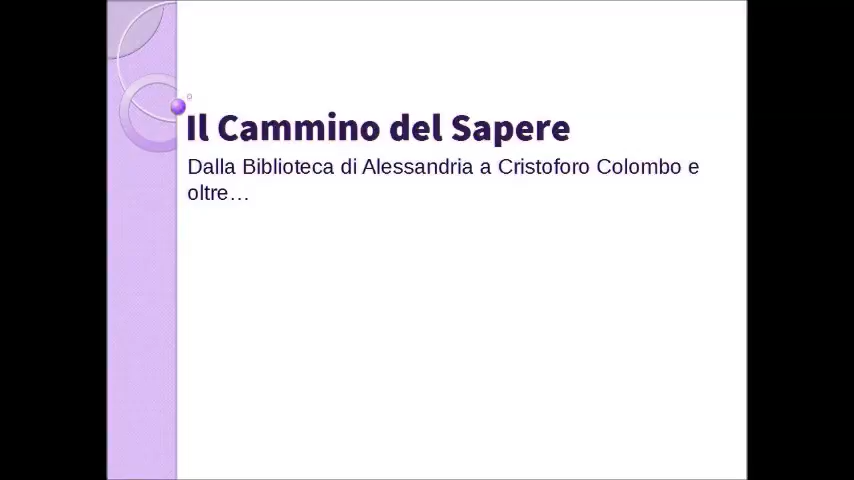 Il Cammino del Sapere
Dalla Biblioteca di Alessandria a Cristoforo Colombo e
oltre…